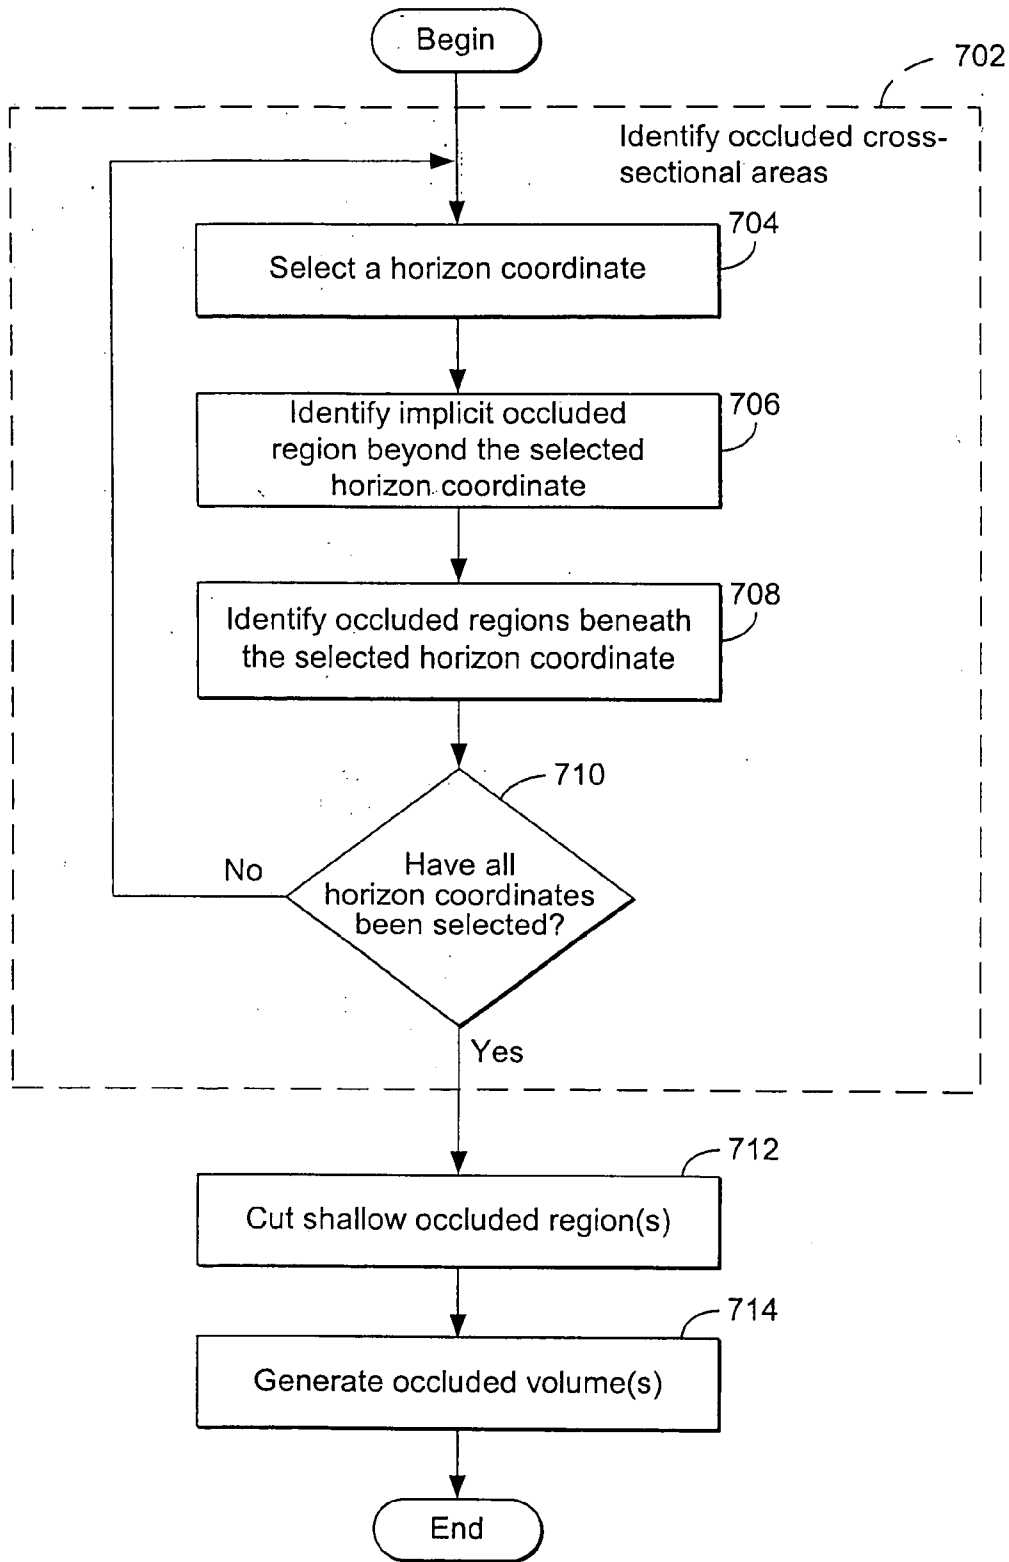 Begin
702
Identify occluded cross-
sectional areas
704
Select a horizon coordinate
706
Identify implicit occluded
region beyond the selected
horizon coordinate
708
Identify occluded regions beneath
the selected horizon coordinate
710
Have all
horizon coordinates
been selected?
No
Yes
712
Cut shallow occluded region(s)
714
Generate occluded volume(s)
End